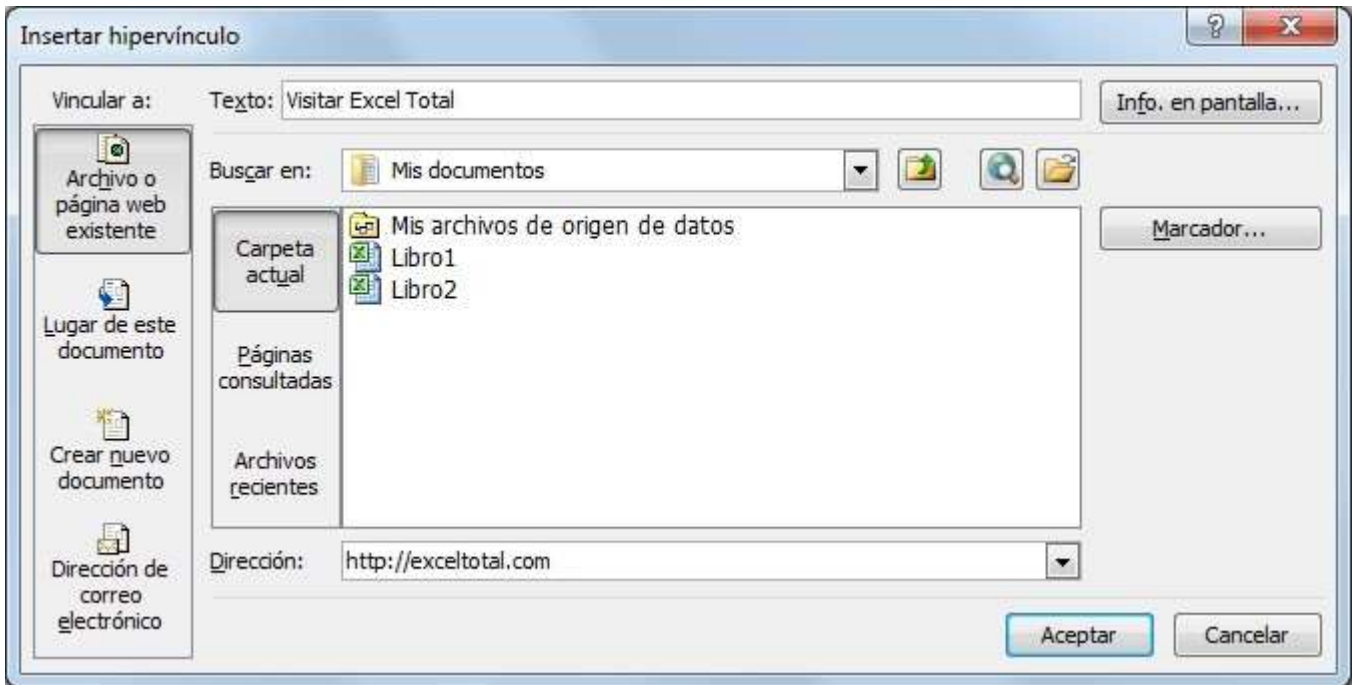 Insertar hipervínculo
Vincular a:
Texto: Visitar Excel Total
Info. en pantalla...
Archivo o
página web
existente
Buscar en: Mis documentos
Carpeta
actual
Mis archivos de origen de datos
Libro1
Libro2
Marcador...
Lugar de este
documento
Páginas
consultadas
Crear nuevo
documento
Archivos
recientes
Dirección de
correo
electrónico
Dirección: http://exceltotal.com
Aceptar
Cancelar